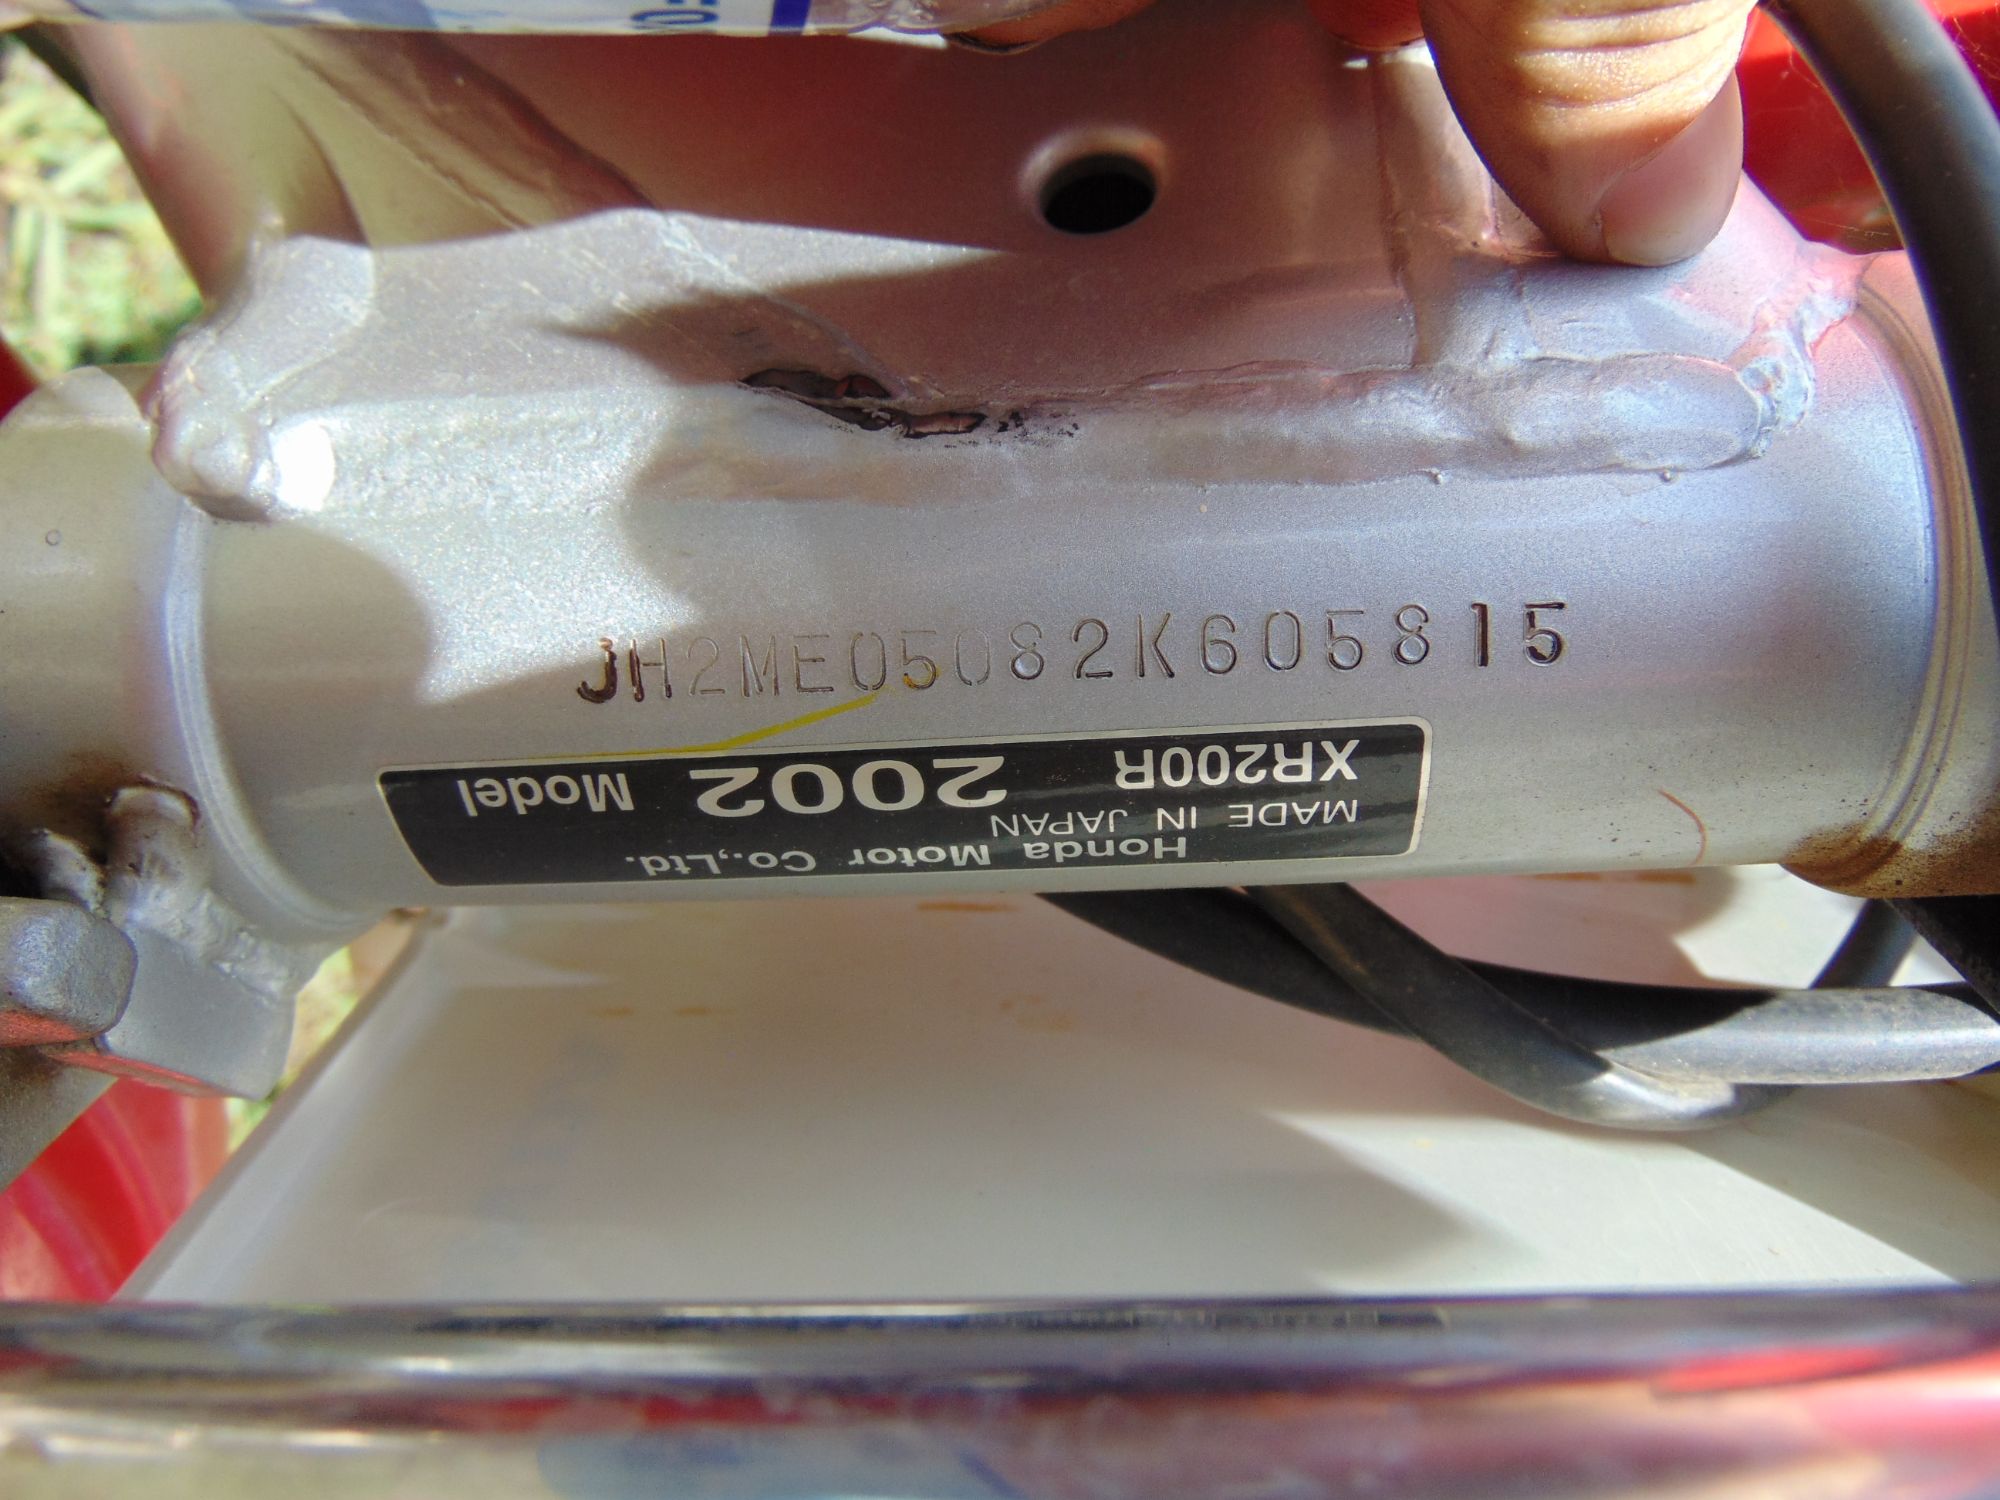 JH2ME05082K605815
Honda Motor Co.,Ltd.
MADE IN JAPAN
XR200R 2002 Model